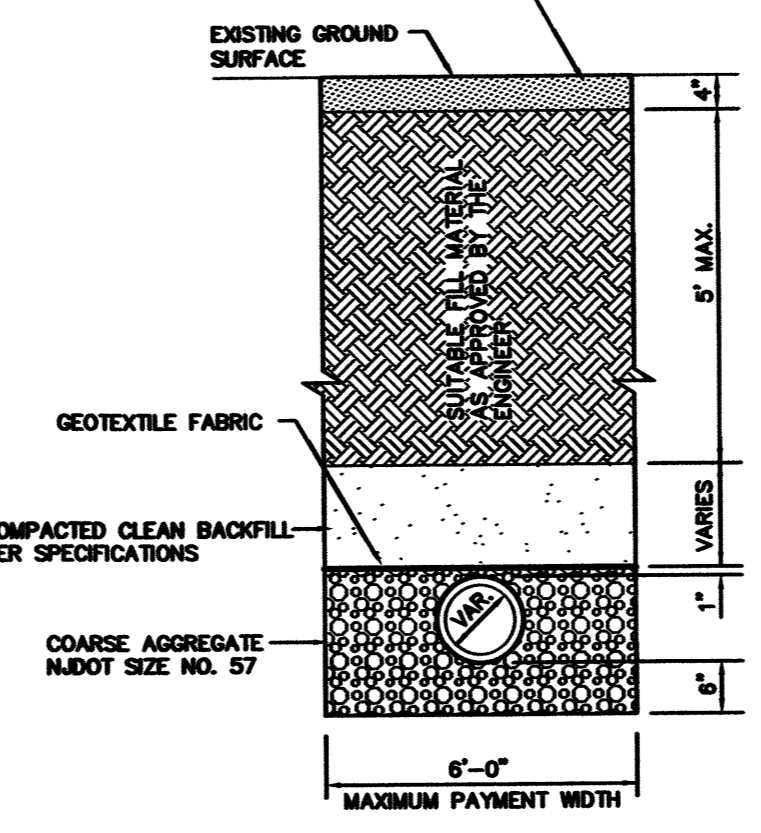 EXISTING GROUND
SURFACE
4"
SUITABLE FILL MATERIAL
AS APPROVED BY THE
ENGINEER
5' MAX.
GEOTEXTILE FABRIC
VARIES
OMPACTED CLEAN BACKFILL
ER SPECIFICATIONS
VAR.
1"
COARSE AGGREGATE
NJDOT SIZE NO. 57
6"
6'-0"
MAXIMUM PAYMENT WIDTH